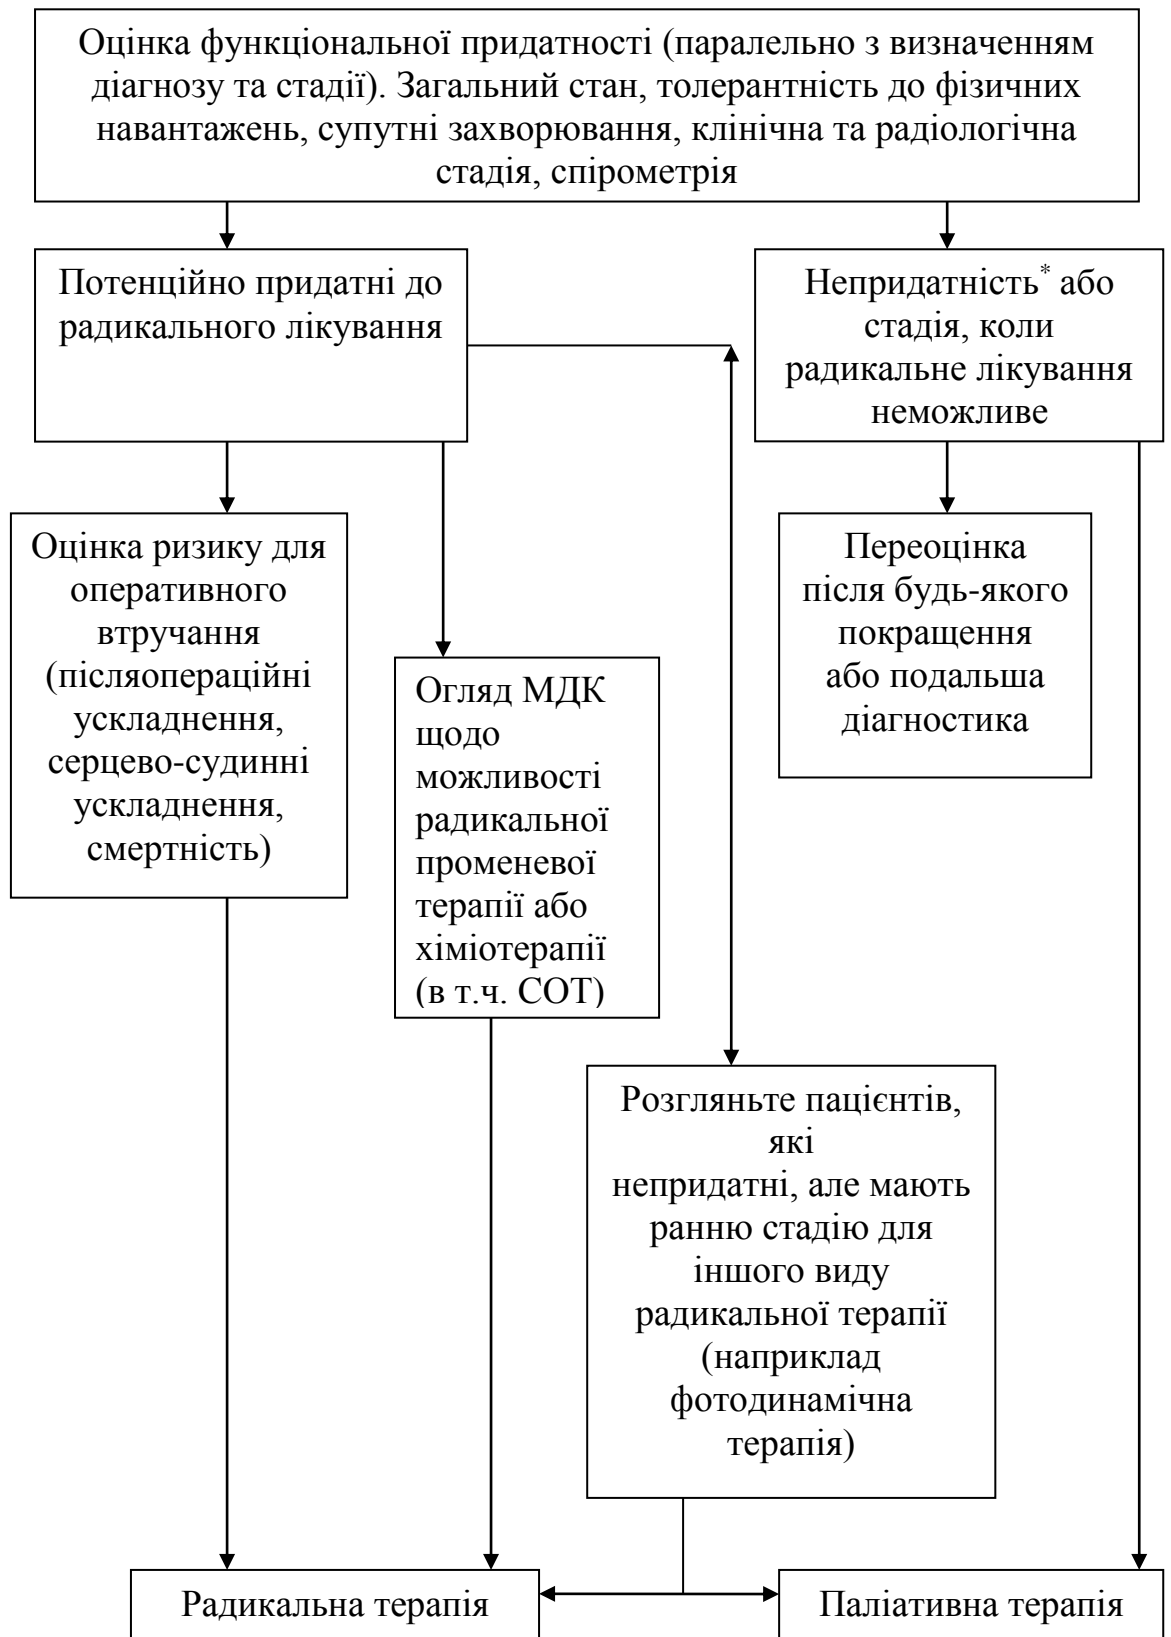 Оцінка функціональної придатності (паралельно з визначенням
діагнозу та стадії). Загальний стан, толерантність до фізичних
навантажень, супутні захворювання, клінічна та радіологічна
стадія, спірометрія
Потенційно придатні до
радикального лікування
Непридатність* або
стадія, коли
радикальне лікування
неможливе
Оцінка ризику для
оперативного
втручання
(післяопераційні
ускладнення,
серцево-судинні
ускладнення,
смертність)
Огляд МДК
щодо
можливості
радикальної
променевої
терапії або
хіміотерапії
(в т.ч. СОТ)
Переоцінка
після будь-якого
покращення
або подальша
діагностика
Розгляньте пацієнтів,
які
непридатні, але мають
ранню стадію для
іншого виду
радикальної терапії
(наприклад
фотодинамічна
терапія)
Радикальна терапія
Паліативна терапія